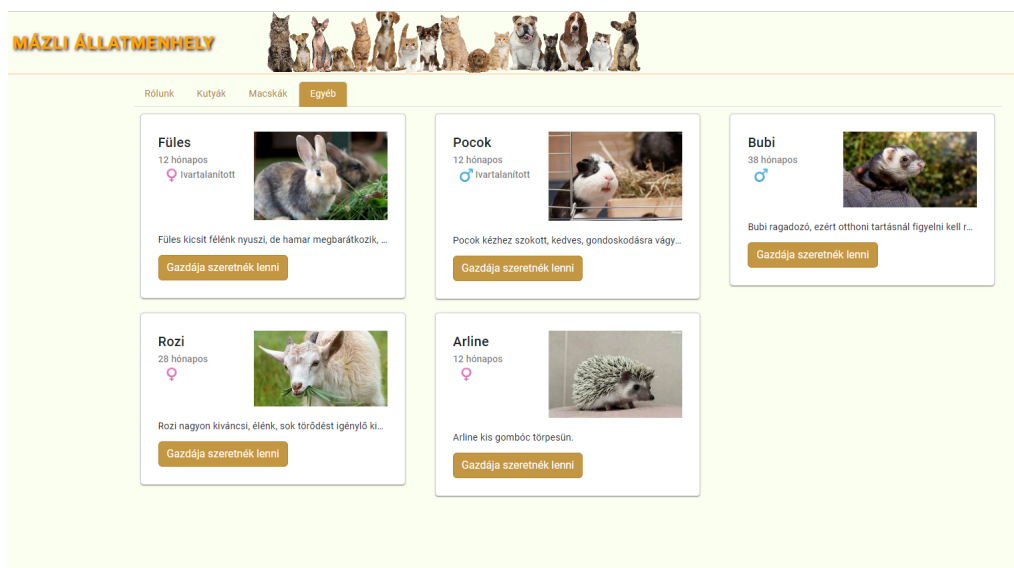 MÁZLI ÁLLATMENHELY
Rólunk
Kutyák
Macskák
Egyéb
Füles
12 hónapos
Ivartalanított
Füles kicsit félénk nyuszi, de hamar megbarátkozik, ...
Gazdája szeretnék lenni
Pocok
12 hónapos
Ivartalanított
Pocok kézhez szokott, kedves, gondoskodásra vágy...
Gazdája szeretnék lenni
Bubi
38 hónapos
Bubi ragadozó, ezért otthoni tartásnál figyelni kell r...
Gazdája szeretnék lenni
Rozi
28 hónapos
Rozi nagyon kiváncsi, élénk, sok törődést igénylő ki...
Gazdája szeretnék lenni
Arline
12 hónapos
Arline kis gombóc törpesün.
Gazdája szeretnék lenni